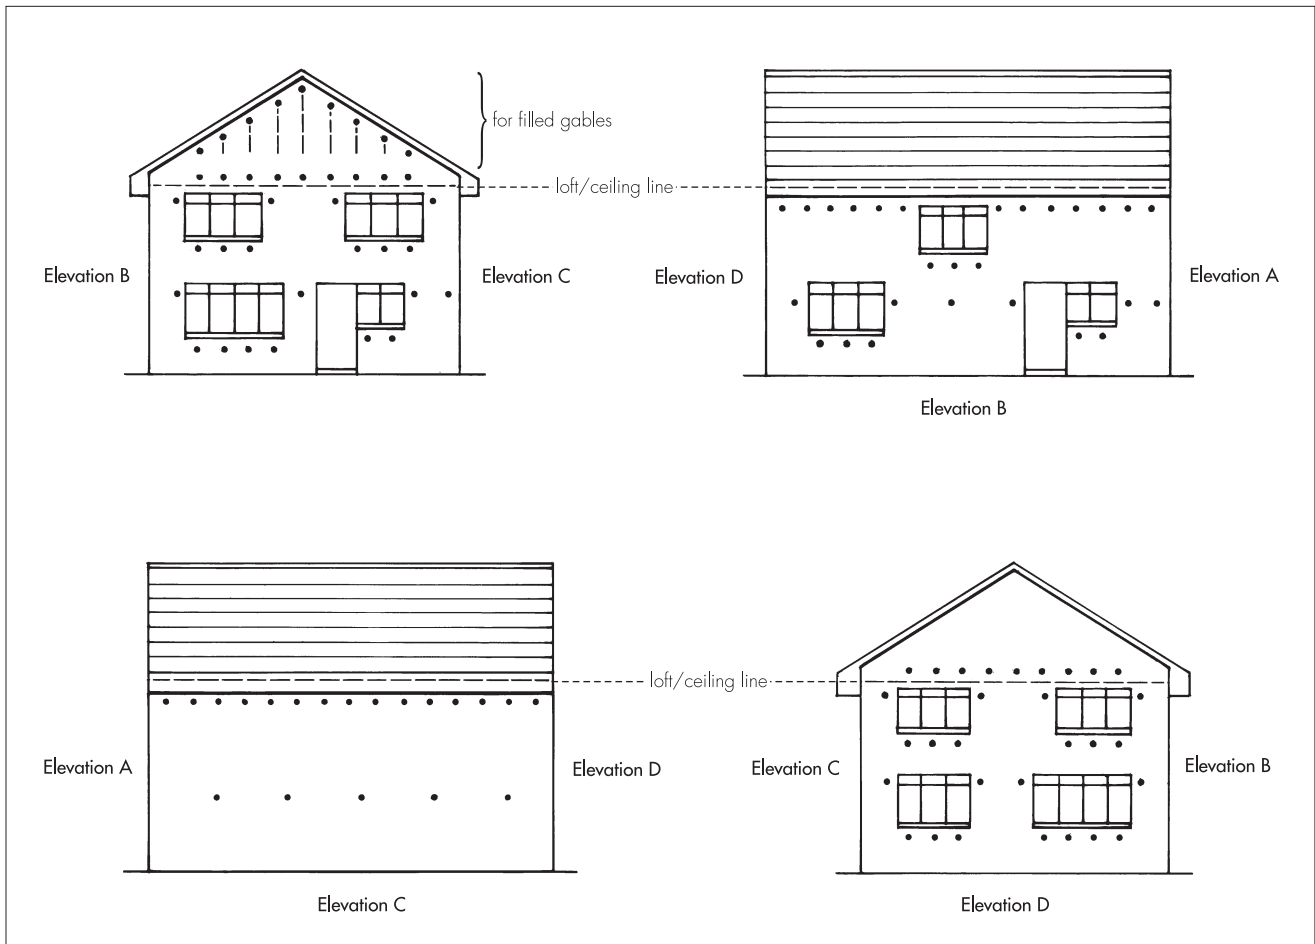 for filled gables
loft/ceiling line
Elevation B
Elevation C
Elevation D
Elevation A
Elevation B
loft/ceiling line
Elevation A
Elevation D
Elevation C
Elevation B
Elevation C
Elevation D